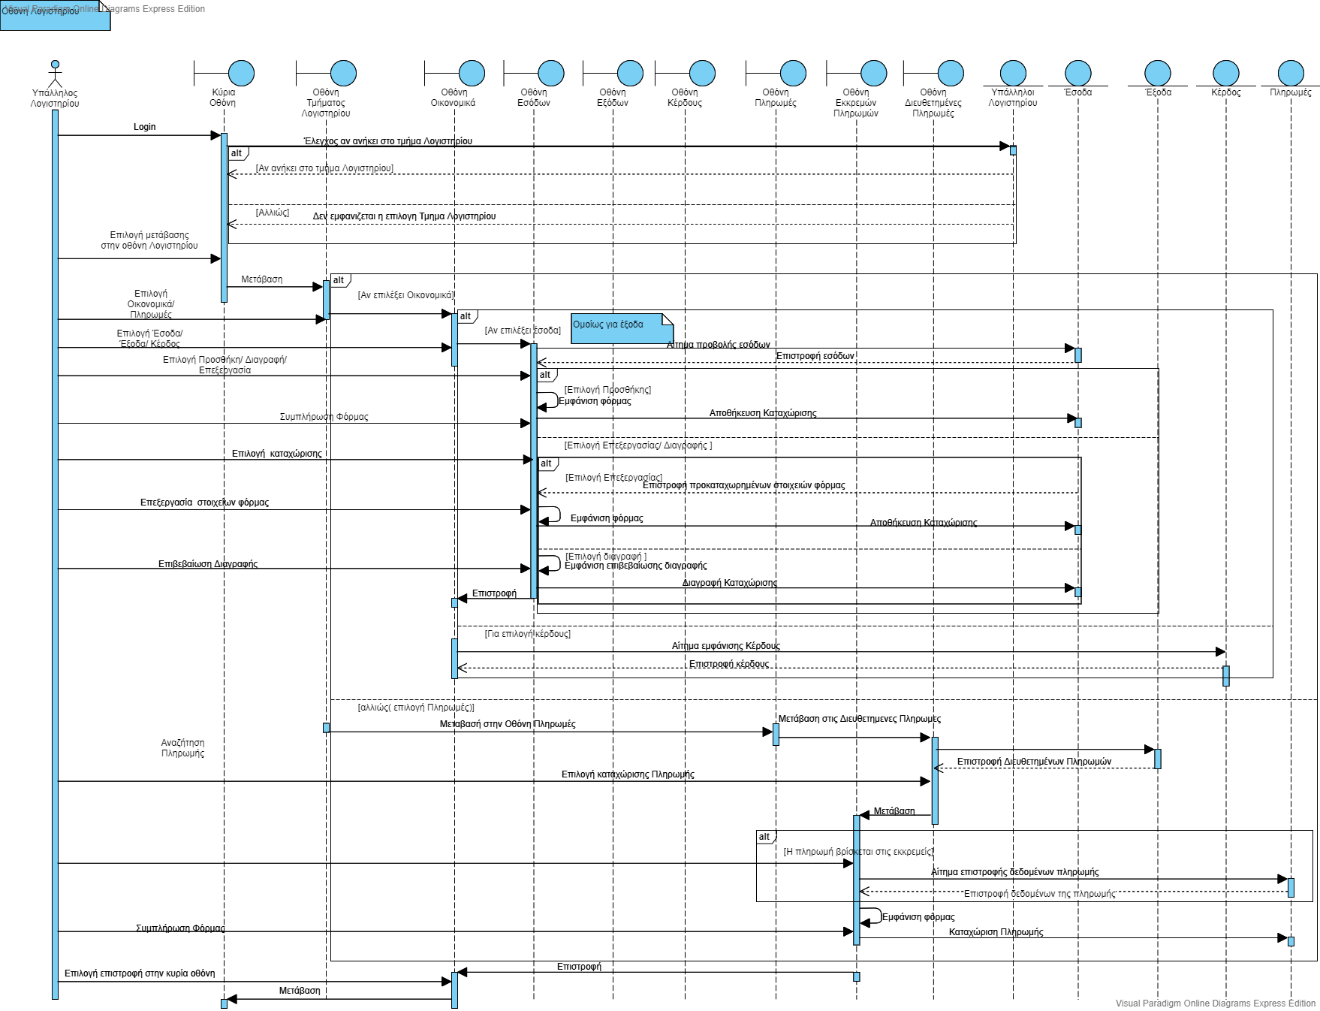 Visual Paradigm Online Diagrams Express Edition
Οθόνη Λογιστηρίου
Υπάλληλος
Λογιστηρίου
Κύρια
Οθόνη
Οθόνη
Τμήματος
Λογιστηρίου
Οθόνη
Οικονομικά
Οθόνη
Εσόδων
Οθόνη
Εξόδων
Οθόνη
Κέρδους
Οθόνη
Πληρωμές
Οθόνη
Εκκρεμών
Πληρωμών
Οθόνη
Διευθετημένες
Πληρωμές
Υπάλληλοι
Λογιστηρίου
Έσοδα
Έξοδα
Κέρδος
Πληρωμές
Login
Έλεγχος αν ανήκει στο τμήμα Λογιστηρίου
alt
[Αν ανήκει στο τμήμα Λογιστηρίου]
[Αλλιώς]
Δεν εμφανιζεται η επιλογη Τμημα Λογιστηρίου
Επιλογή μετάβασης
στην οθόνη Λογιστηρίου
Μετάβαση
alt
[Αν επιλέξει Οικονομικά]
Επιλογή
Οικονομικά/
Πληρωμές
alt
Ομοίως για έξοδα
[Αν επιλέξει έσοδα]
Επιλογή Έσοδα/
Έξοδα/ Κέρδος
Αίτημα προβολής εσόδων
Επιστροφή εσόδων
Επιλογή Προσθήκη/ Διαγραφή/
Επεξεργασία
alt
[Επιλογή Προσθήκης]
Εμφάνιση φόρμας
Συμπλήρωση Φόρμας
Αποθήκευση Καταχώρισης
[Επιλογή Επεξεργασίας/ Διαγραφής ]
Επιλογή  καταχώρισης
alt
[Επιλογή Επεξεργασίας]
Επιστροφή προκαταχωρημένων στοιχειών φόρμας
Επεξεργασία  στοιχείων φόρμας
Εμφάνιση φόρμας
Αποθήκευση Καταχώρισης
[Επιλογή διαγραφή ]
Εμφάνιση επιβεβαίωσης διαγραφής
Επιβεβαίωση Διαγραφής
Διαγραφή Καταχώρισης
Επιστροφή
[Για επιλογή κέρδους]
Αίτημα εμφάνισης Κέρδους
Επιστροφή κέρδους
[αλλιώς( επιλογή Πληρωμές)]
Μεταβασή στην Οθόνη Πληρωμές
Μετάβαση στις Διευθετημενες Πληρωμές
Αναζήτηση
Πληρωμής
Επιστροφή Διευθετημένων Πληρωμών
Επιλογή καταχώρισης Πληρωμής
Μετάβαση
alt
[Η πληρωμή βρίσκεται στις εκκρεμείς]
Αίτημα επιστροφής δεδομένων πληρωμής
Επιστροφή δεδομένων της πληρωμής
Εμφάνιση φόρμας
Συμπλήρωση Φόρμας
Καταχώριση Πληρωμής
Επιστροφή
Επιλογή επιστροφή στην κυρία οθόνη
Μετάβαση
Visual Paradigm Online Diagrams Express Edition